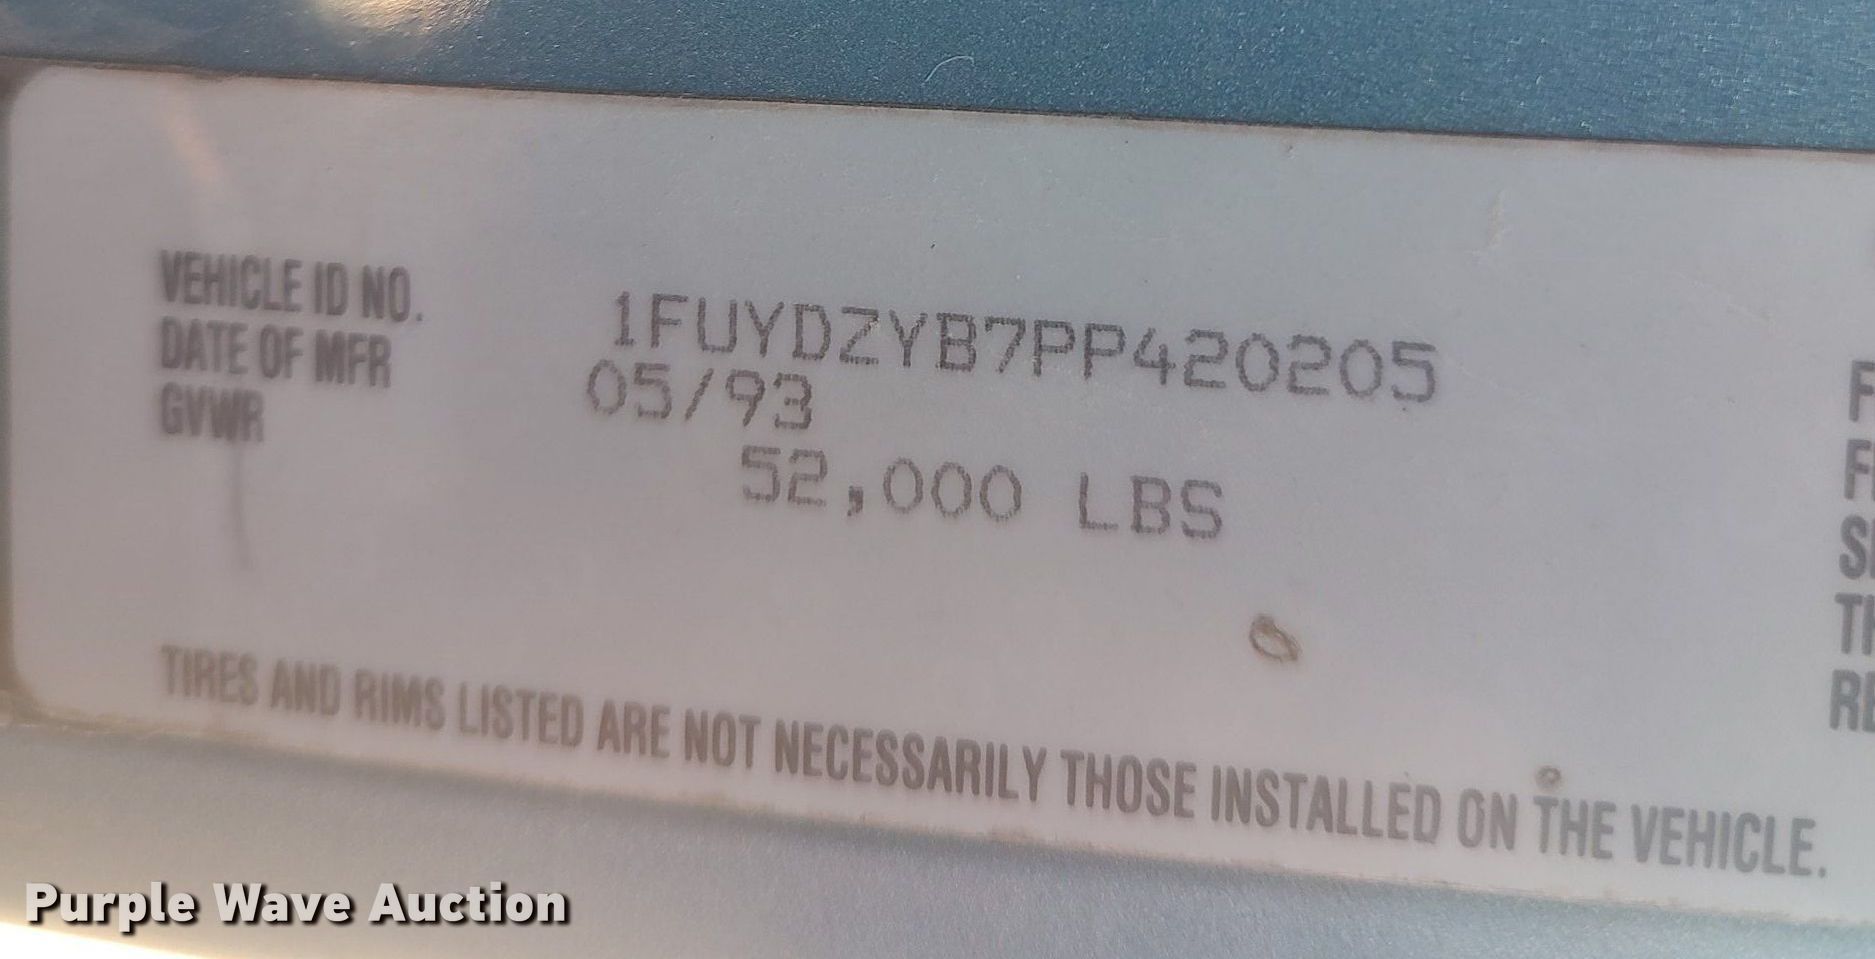 VEHICLE ID NO. 1FUYDZYB7PP420205
DATE OF MFR 05/93
GVWR 52,000 LBS
TIRES AND RIMS LISTED ARE NOT NECESSARILY THOSE INSTALLED ON THE VEHICLE.
Purple Wave Auction